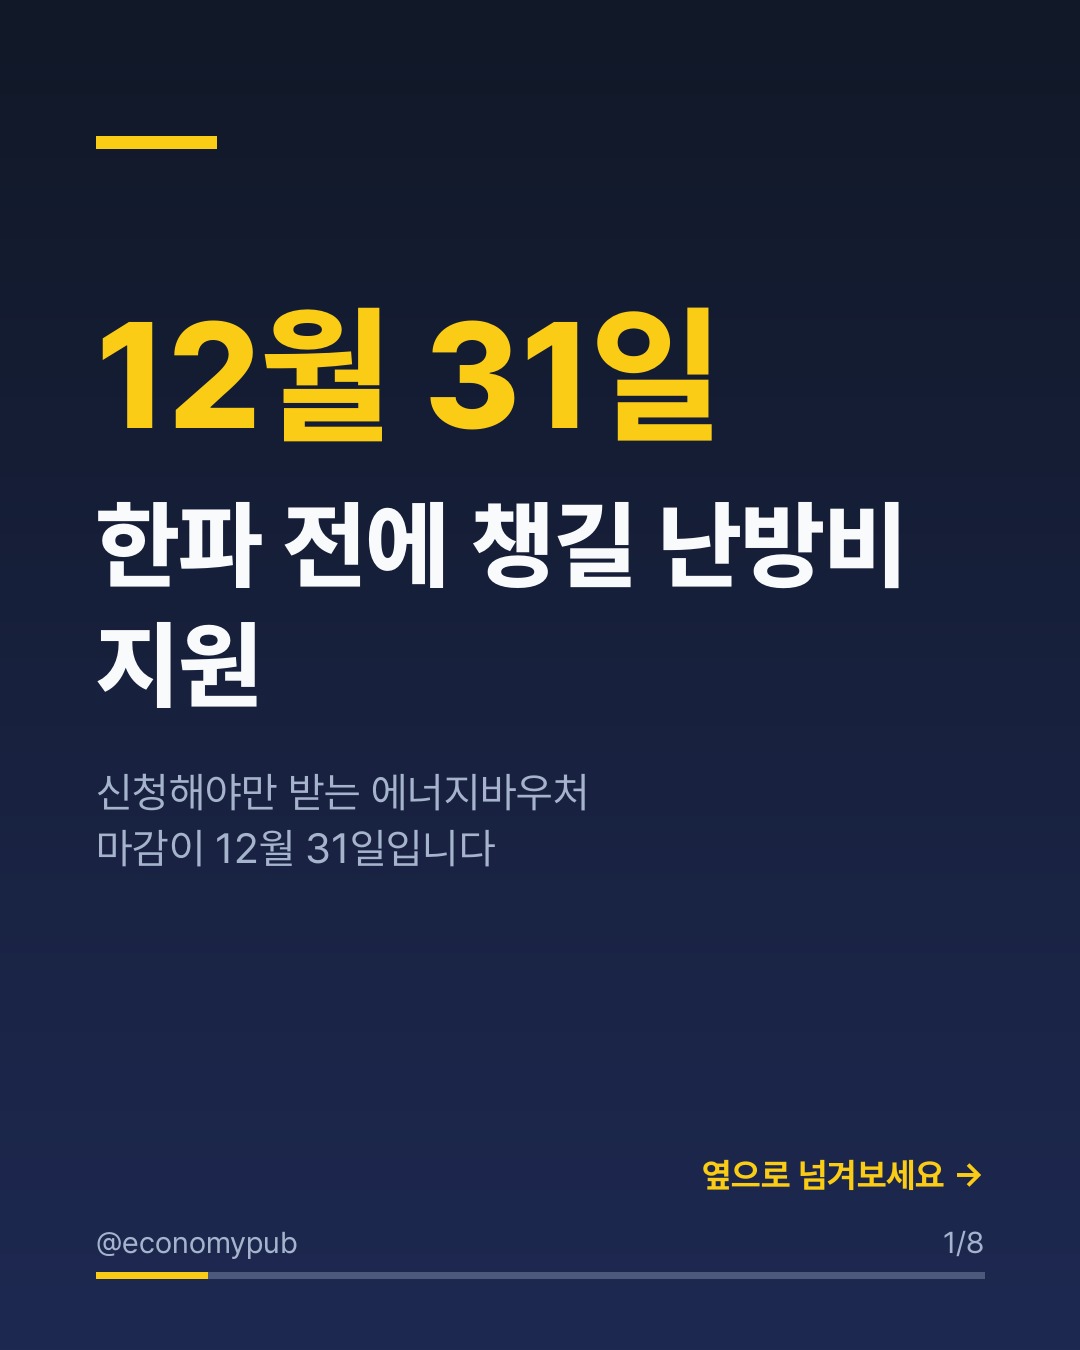 12월 31일
한파 전에 챙길 난방비
지원
신청해야만 받는 에너지바우처
마감이 12월 31일입니다
옆으로 넘겨보세요 →
@economypub
1/8